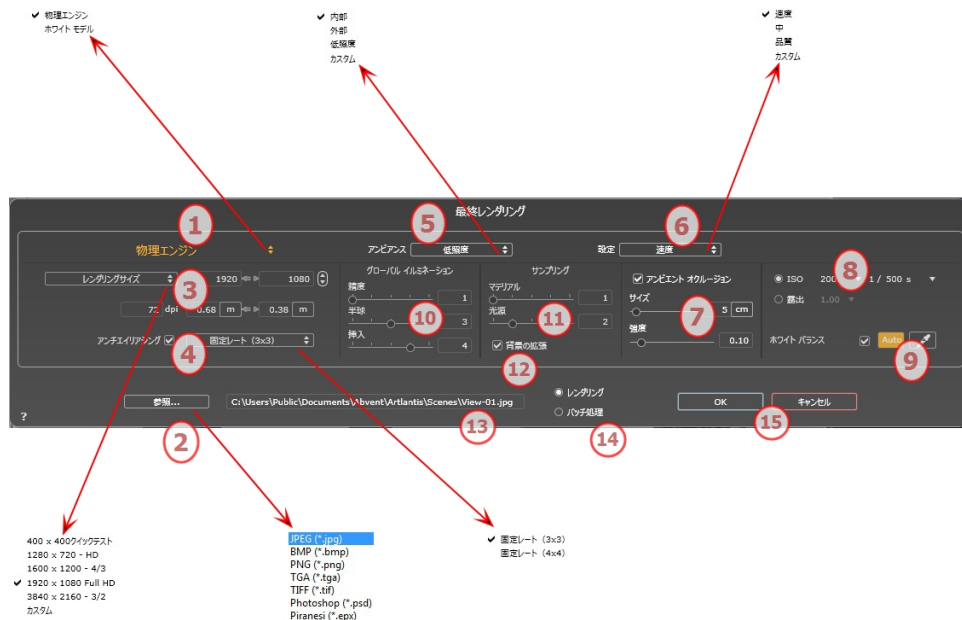 ✔ 物理エンジン
ホワイト モデル
✔ 内部
外部
低照度
カスタム
✔ 速度
中
品質
カスタム
最終レンダリング
1
5
6
物理エンジン
アンビアンス 低照度
設定 速度
レンダリングサイズ
3
1920
1080
72 dpi
0.68 m
0.38 m
アンチエイリアシング
4
固定レート (3x3)
グローバル イルミネーション
精度
1
半球
10
3
挿入
4
サンプリング
マテリアル
1
光源
11
2
背景の拡張
12
アンビエント オクルージョン
サイズ
7
5 cm
強度
0.10
ISO
8
1 / 500 s
露出 1.00
ホワイト バランス
Auto
9
参照...
2
C:\Users\Public\Documents\Abvent\Artlantis\Scenes\View-01.jpg
13
レンダリング
バッチ処理
14
OK
キャンセル
15
?
400 x 400クイックテスト
1280 x 720 - HD
1600 x 1200 - 4/3
✔ 1920 x 1080 Full HD
3840 x 2160 - 3/2
カスタム
JPEG (*.jpg)
BMP (*.bmp)
PNG (*.png)
TGA (*.tga)
TIFF (*.tif)
Photoshop (*.psd)
Piranesi (*.epx)
✔ 固定レート (3x3)
固定レート (4x4)